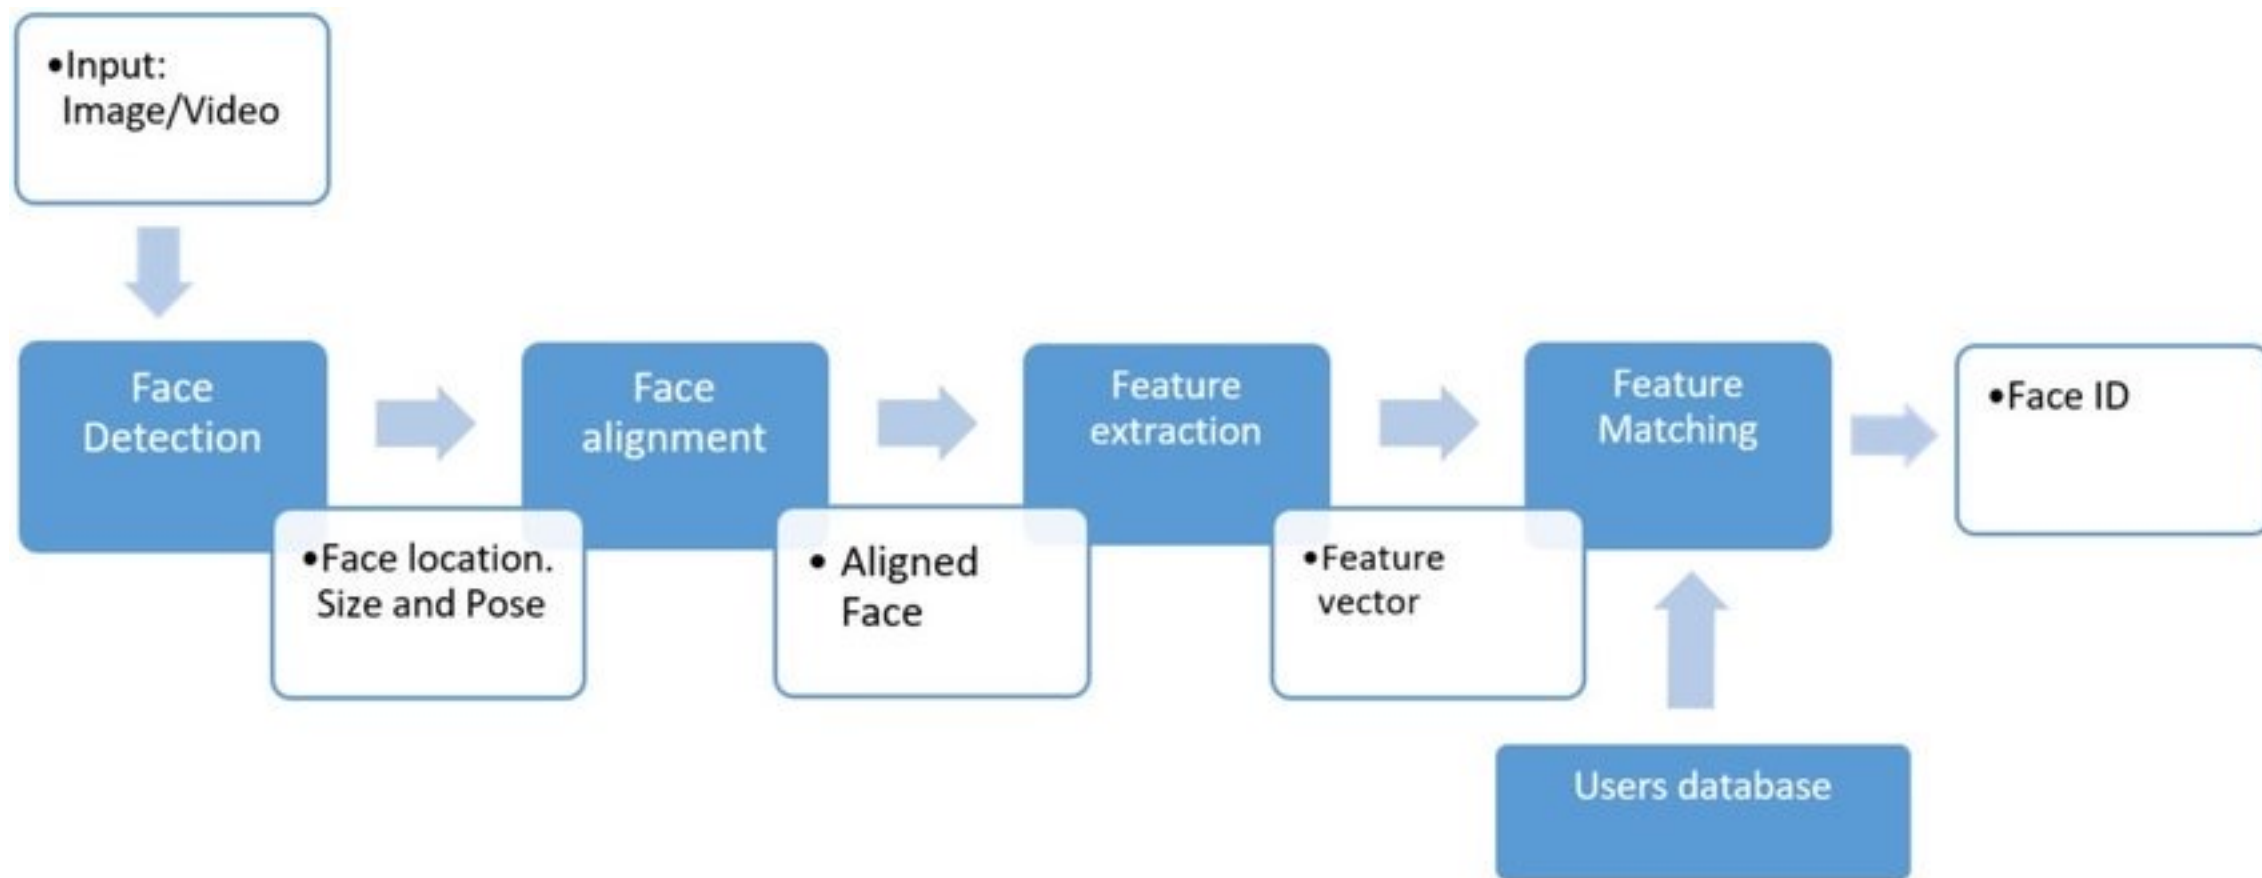 •Input:
Image/Video
Face
Detection
•Face location.
Size and Pose
Face
alignment
• Aligned
Face
Feature
extraction
•Feature
vector
Feature
Matching
Users database
•Face ID